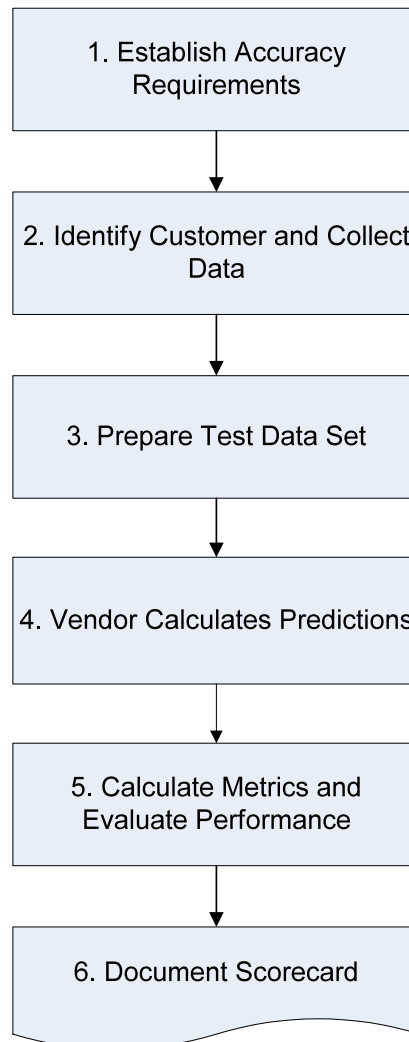 1. Establish Accuracy
Requirements
2. Identify Customer and Collect
Data
3. Prepare Test Data Set
4. Vendor Calculates Predictions
5. Calculate Metrics and
Evaluate Performance
6. Document Scorecard